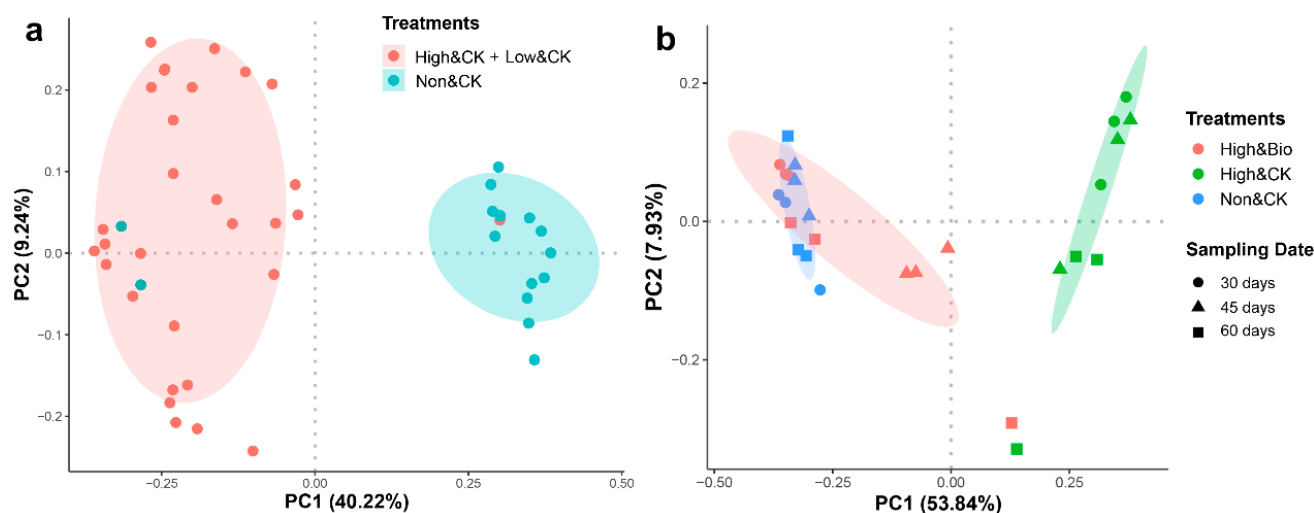 a
Treatments
High&CK + Low&CK
Non&CK
PC2 (9.24%)
0.2
0.1
0.0
-0.1
-0.2
-0.25
0.00
0.25
0.50
PC1 (40.22%)
b
PC2 (7.93%)
0.2
0.0
-0.2
-0.50
-0.25
0.00
0.25
PC1 (53.84%)
Treatments
High&Bio
High&CK
Non&CK
Sampling Date
30 days
45 days
60 days